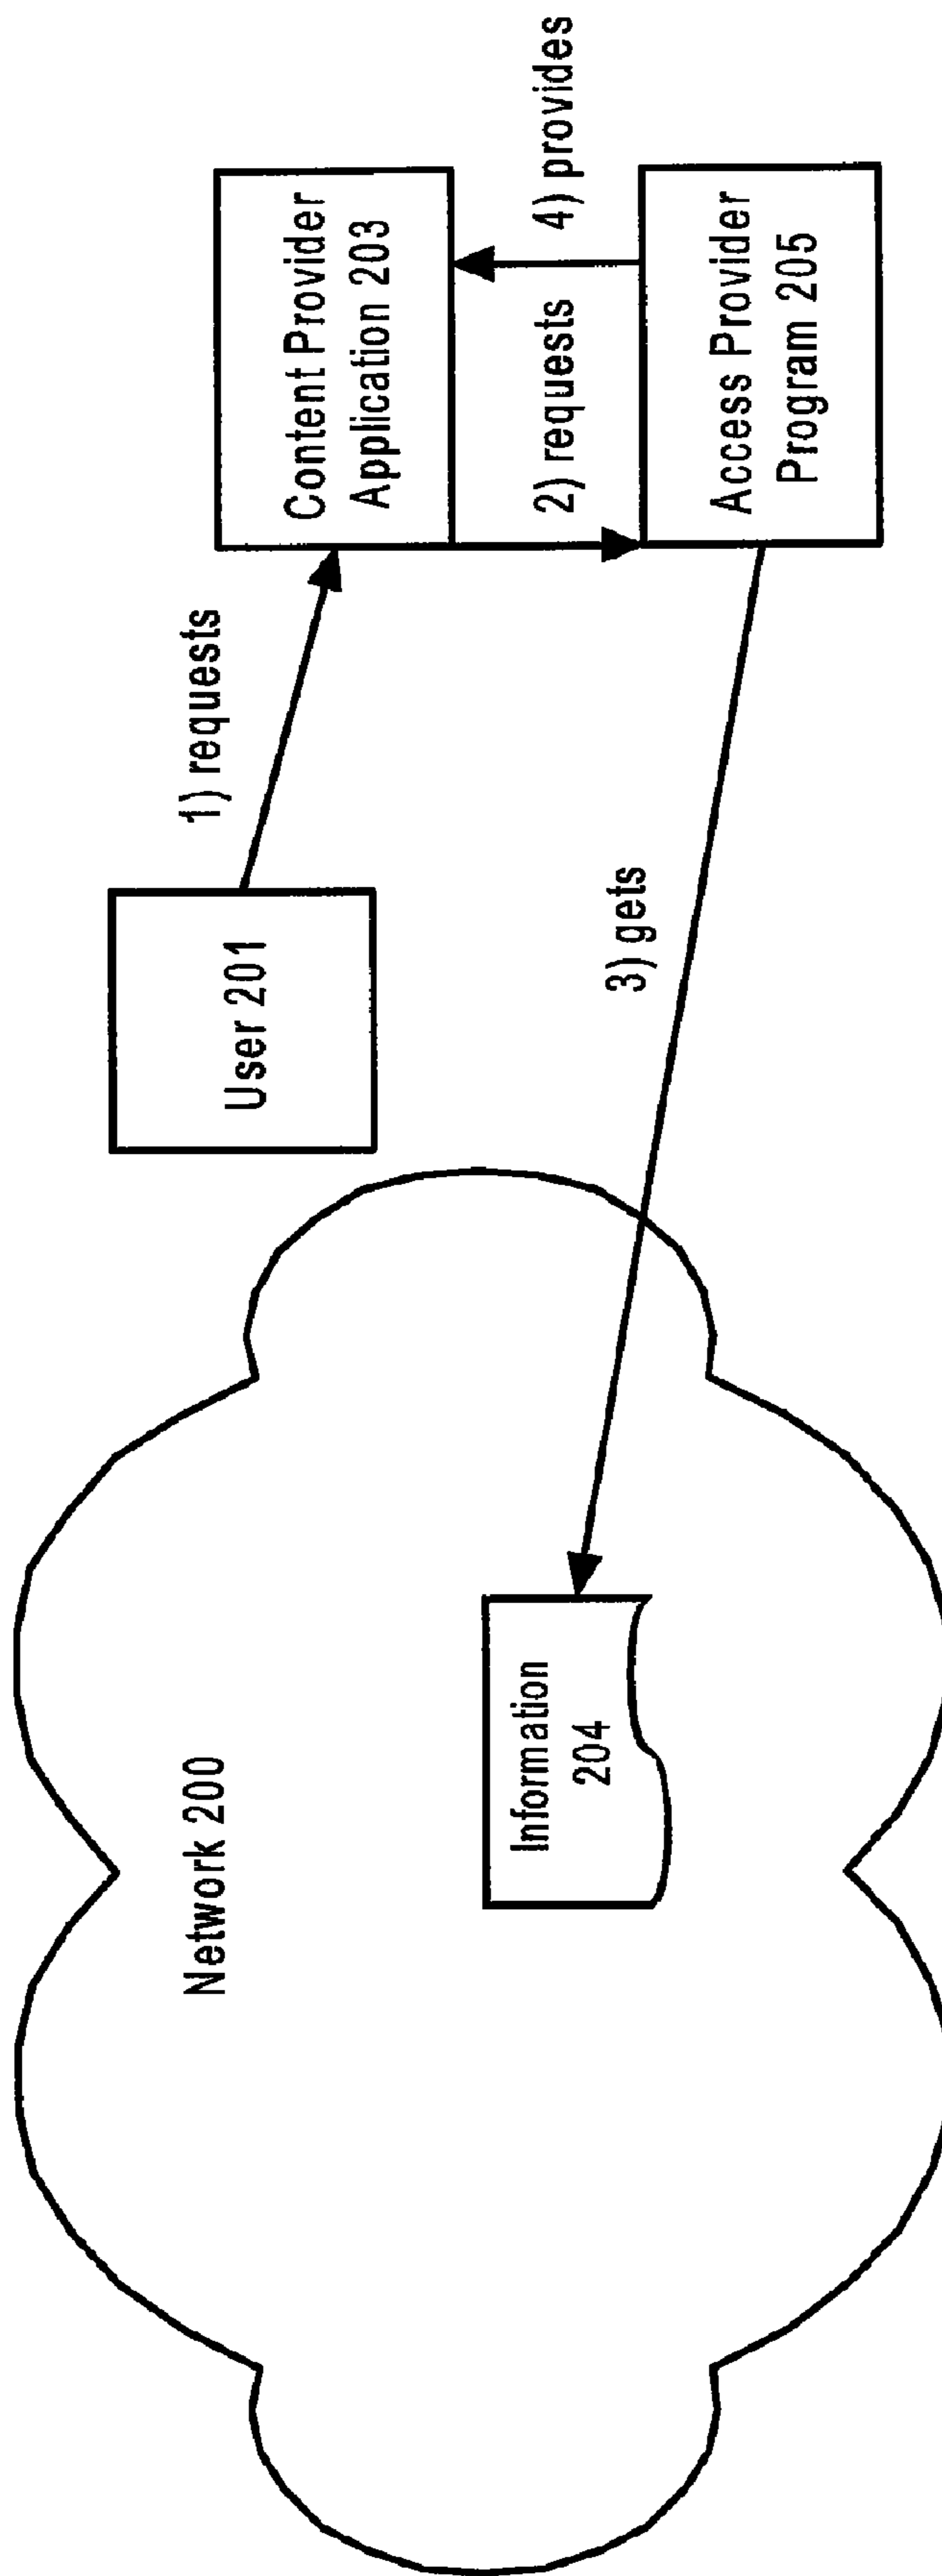 Network 200
Information
204
User 201
1) requests
3) gets
Content Provider
Application 203
2) requests
4) provides
Access Provider
Program 205